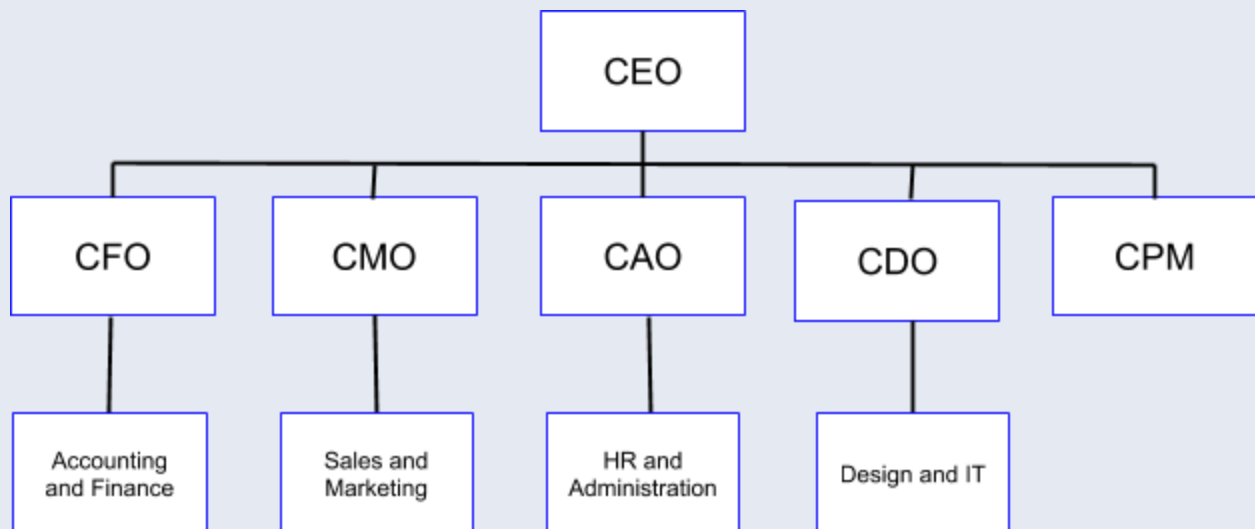 CEO
CFO
CMO
CAO
CDO
CPM
Accounting
and Finance
Sales and
Marketing
HR and
Administration
Design and IT